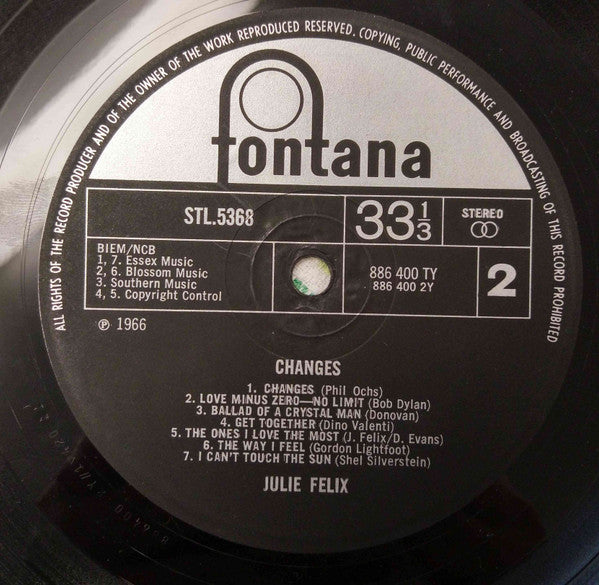 ALL RIGHTS OF THE RECORD PRODUCER AND OF THE OWNER OF THE WORK REPRODUCED RESERVED. COPYING, PUBLIC PERFORMANCE AND BROADCASTING OF THIS RECORD PROHIBITED
fontana
STL.5368
33⅓
STEREO
BIEM/NCB
1, 7. Essex Music
2, 6. Blossom Music
3. Southern Music
4, 5. Copyright Control
886 400 TY
886 400 2Y
2
℗ 1966
CHANGES
1. CHANGES (Phil Ochs)
2. LOVE MINUS ZERO—NO LIMIT (Bob Dylan)
3. BALLAD OF A CRYSTAL MAN (Donovan)
4. GET TOGETHER (Dino Valenti)
5. THE ONES I LOVE THE MOST (J. Felix/D. Evans)
6. THE WAY I FEEL (Gordon Lightfoot)
7. I CAN'T TOUCH THE SUN (Shel Silverstein)
JULIE FELIX